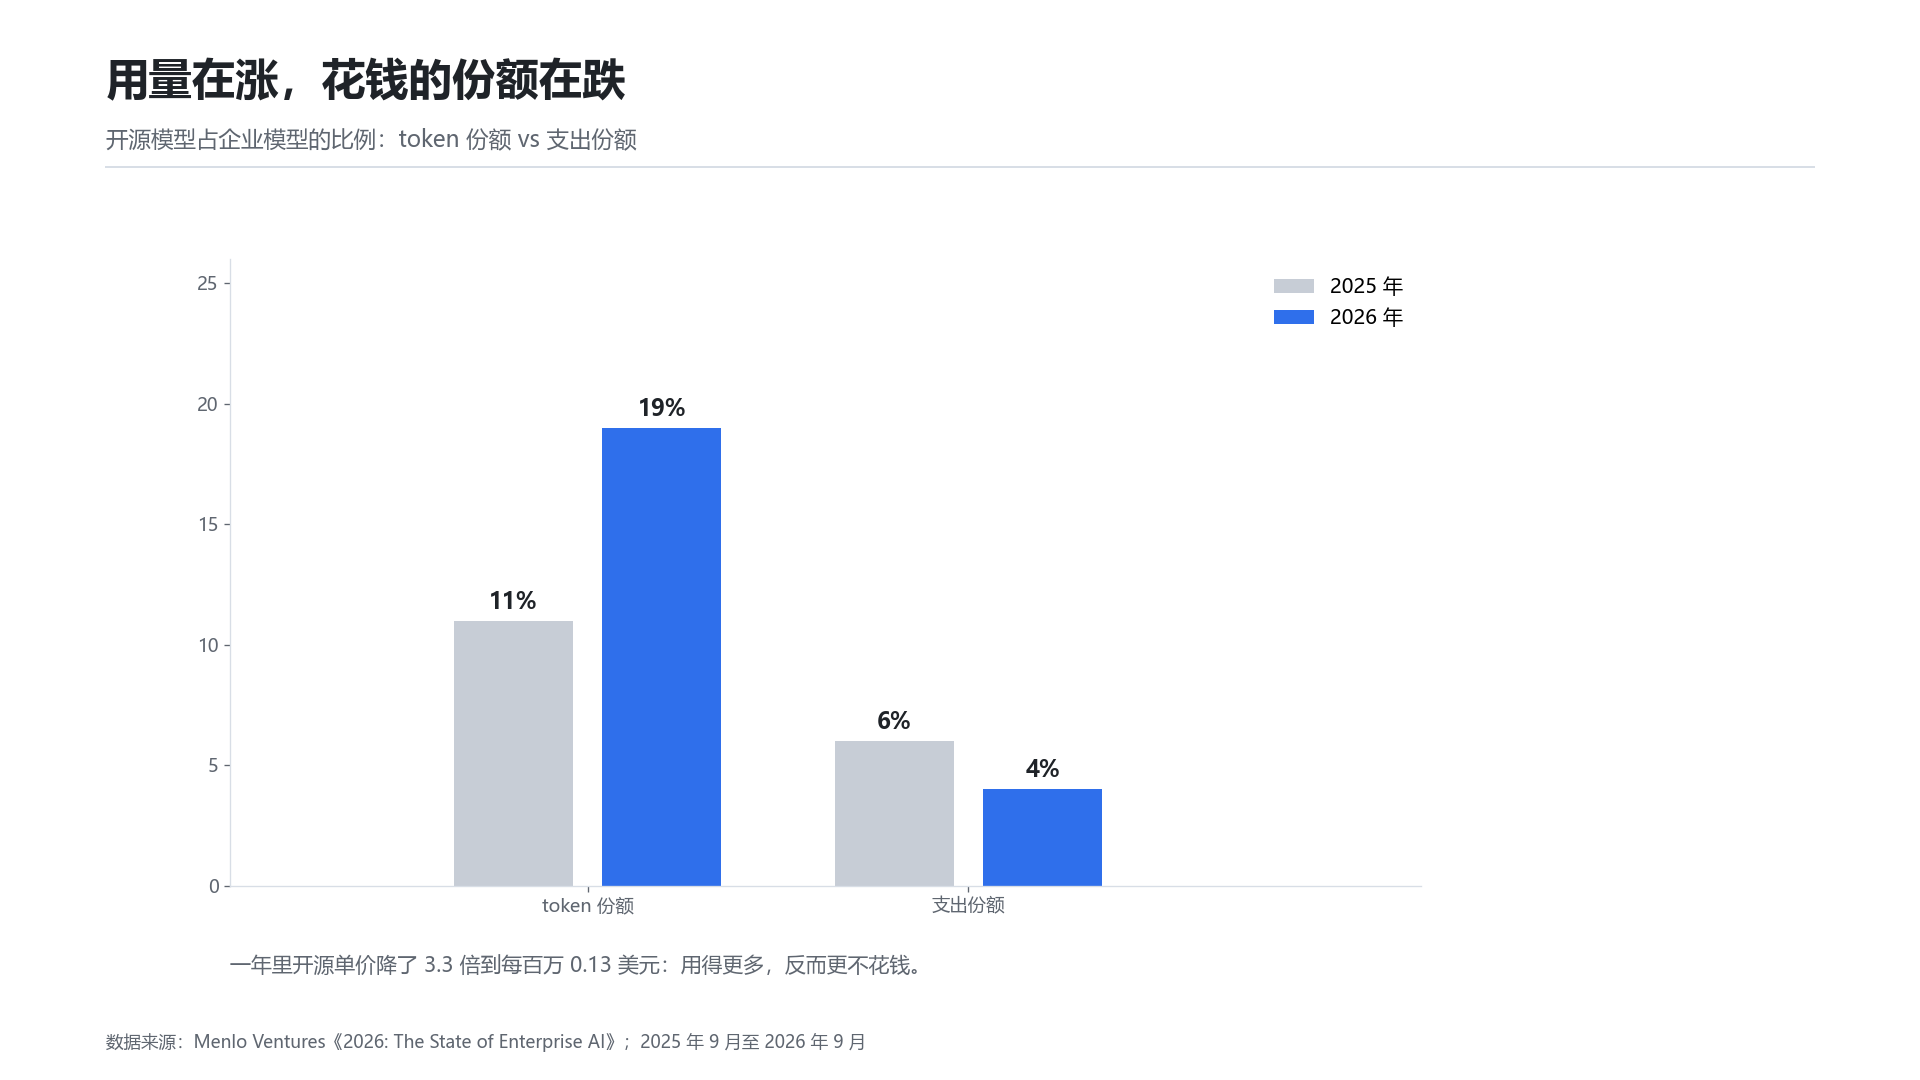 用量在涨，花钱的份额在跌
开源模型占企业模型的比例：token 份额 vs 支出份额
25
20
15
10
5
0
2025 年
2026 年
11%
19%
6%
4%
token 份额
支出份额
一年里开源单价降了 3.3 倍到每百万 0.13 美元：用得更多，反而更不花钱。
数据来源：Menlo Ventures《2026: The State of Enterprise AI》；2025 年 9 月至 2026 年 9 月